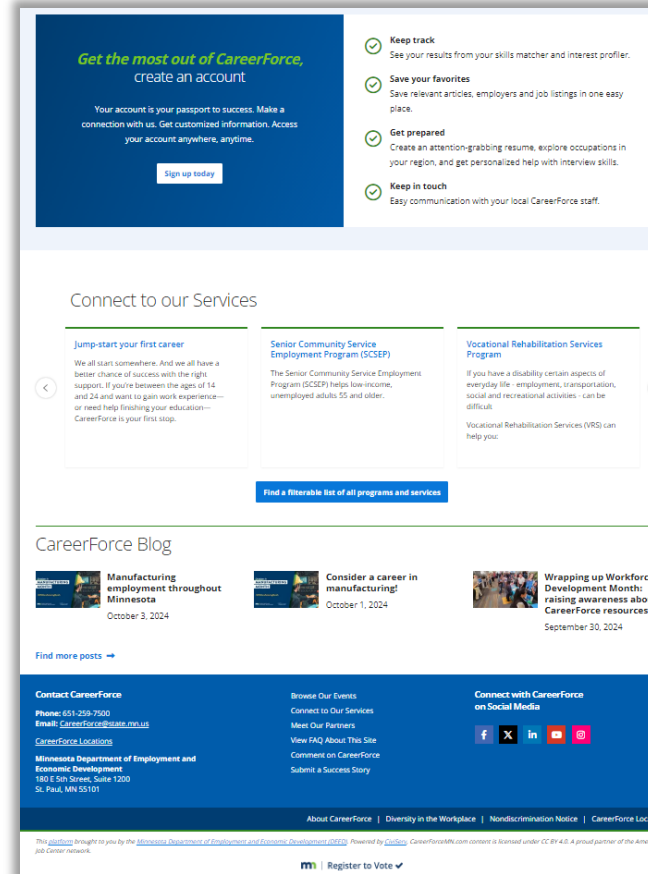 Get the most out of CareerForce,
create an account
Your account is your passport to success. Make a
connection with us. Get customized information. Access
your account anywhere, anytime.
Sign up today
Keep track
See your results from your skills matcher and interest profiler.
Save your favorites
Save relevant articles, employers and job listings in one easy
place.
Get prepared
Create an attention-grabbing resume, explore occupations in
your region, and get personalized help with interview skills.
Keep in touch
Easy communication with your local CareerForce staff.
Connect to our Services
Jump-start your first career
We all start somewhere. And we all have a
better chance of success with the right
support. If you're between the ages of 14
and 24 and want to gain work experience—
or need help finishing your education—
CareerForce is your first stop.
Senior Community Service
Employment Program (SCSEP)
The Senior Community Service Employment
Program (SCSEP) helps low-income,
unemployed adults 55 and older.
Vocational Rehabilitation Services
Program
If you have a disability certain aspects of
everyday life - employment, transportation,
social and recreational activities - can be
difficult
Vocational Rehabilitation Services (VRS) can
help you:
Find a filterable list of all programs and services
CareerForce Blog
Manufacturing
employment throughout
Minnesota
October 3, 2024
Consider a career in
manufacturing!
October 1, 2024
Wrapping up Workforc
Development Month:
raising awareness abo
CareerForce resources
September 30, 2024
Find more posts
Contact CareerForce
Phone: 651-259-7500
Email: CareerForce@state.mn.us
CareerForce Locations
Minnesota Department of Employment and
Economic Development
180 E 5th Street, Suite 1200
St. Paul, MN 55101
Browse Our Events
Connect to Our Services
Meet Our Partners
View FAQ About This Site
Comment on CareerForce
Submit a Success Story
Connect with CareerForce
on Social Media
About CareerForce | Diversity in the Workplace | Nondiscrimination Notice | CareerForce Loc
This platform brought to you by the Minnesota Department of Employment and Economic Development (DEED). Powered by CivServ. CareerForceMN.com content is licensed under CC BY 4.0. A proud partner of the Ame
Job Center network.
mn | Register to Vote